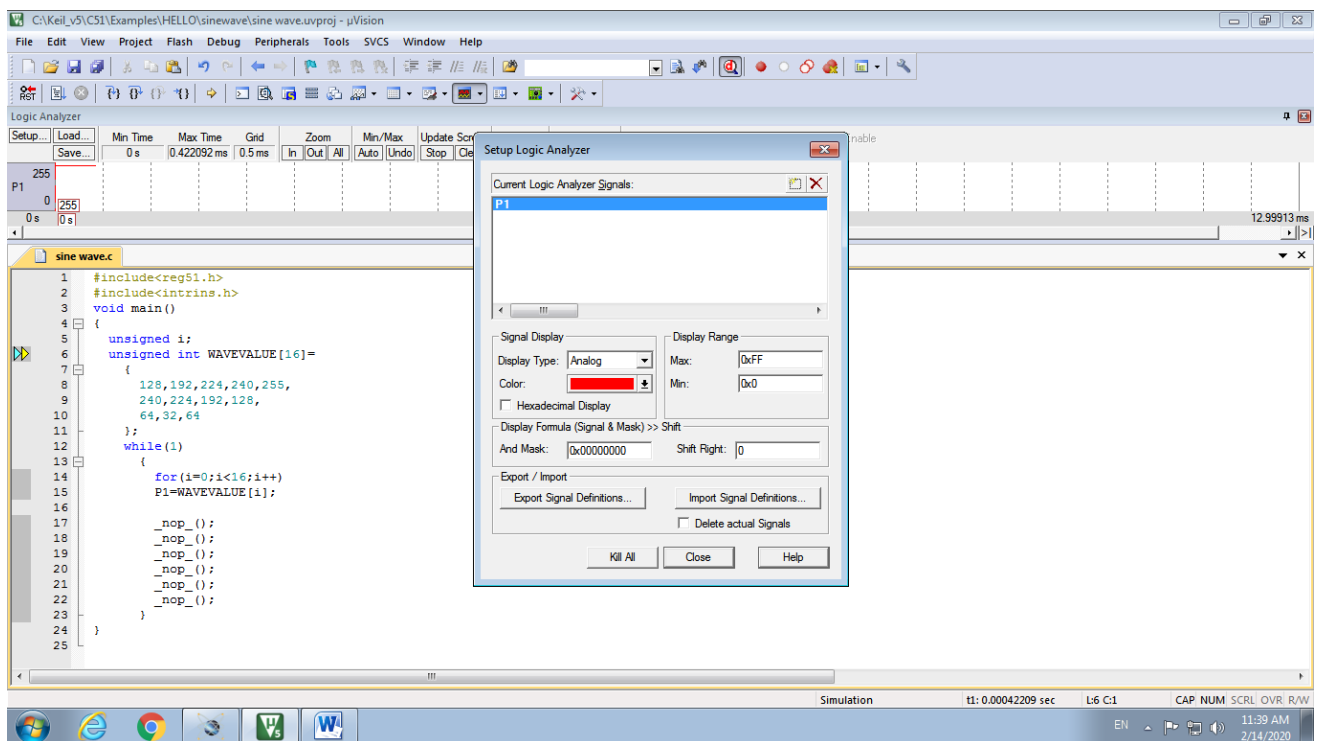 C:\Keil_v5\C51\Examples\HELLO\sinewave\sine wave.uvproj - µVision
File Edit View Project Flash Debug Peripherals Tools SVCS Window Help
RST
Logic Analyzer
Setup... Load... Min Time Max Time Grid Zoom Min/Max Update Scr
Save... 0 s 0.422092 ms 0.5 ms In Out All Auto Undo Stop Cle nable
255
P1
0 255
0 s 0 s 12.99913 ms
sine wave.c
1 #include<reg51.h>
2 #include<intrins.h>
3 void main()
4 {
5 unsigned i;
6 unsigned int WAVEVALUE[16]=
7 {
8 128,192,224,240,255,
9 240,224,192,128,
10 64,32,64
11 };
12 while(1)
13 {
14 for(i=0;i<16;i++)
15 P1=WAVEVALUE[i];
16
17 _nop_();
18 _nop_();
19 _nop_();
20 _nop_();
21 _nop_();
22 _nop_();
23 }
24 }
25
Setup Logic Analyzer
Current Logic Analyzer Signals:
P1
Signal Display
Display Type: Analog
Color:
Hexadecimal Display
Display Range
Max: 0xFF
Min: 0x0
Display Formula (Signal & Mask) >> Shift
And Mask: 0x00000000 Shift Right: 0
Export / Import
Export Signal Definitions... Import Signal Definitions...
Delete actual Signals
Kill All Close Help
Simulation t1: 0.00042209 sec L:6 C:1 CAP NUM SCRL OVR R/W
EN 11:39 AM
2/14/2020